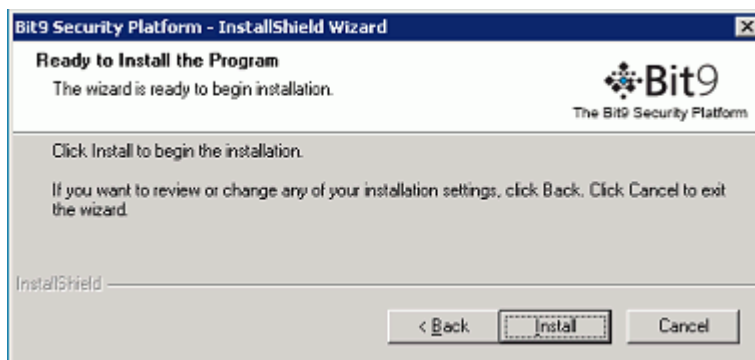 Bit9 Security Platform - InstallShield Wizard
Ready to Install the Program
The wizard is ready to begin installation.
Bit9
The Bit9 Security Platform
Click Install to begin the installation.
If you want to review or change any of your installation settings, click Back. Click Cancel to exit
the wizard.
InstallShield
< Back
Install
Cancel